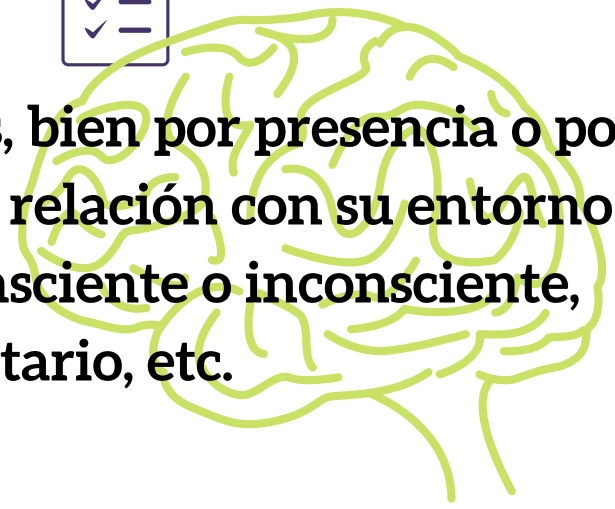 , bien por presencia o po
relación con su entorno
nsciente o inconsciente,
tario, etc.